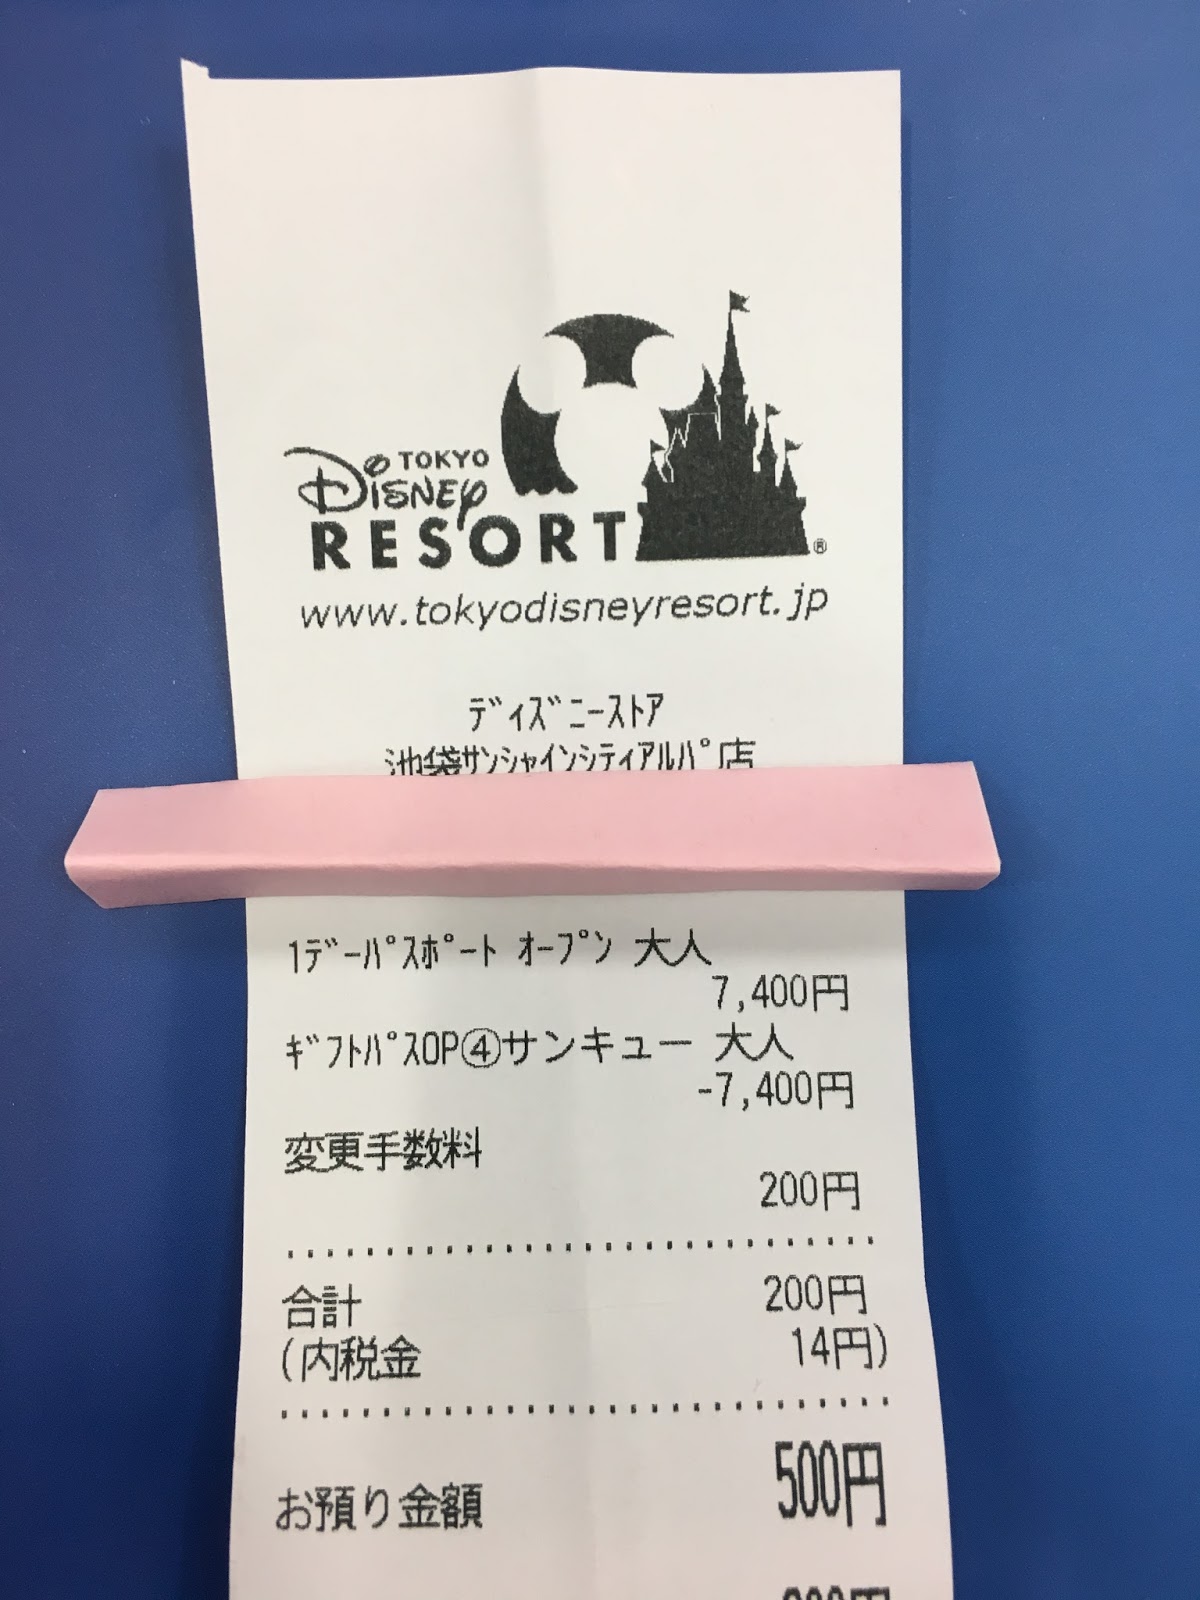 TOKYO
Disney
RESORT®
www.tokyodisneyresort.jp
ﾃﾞｨｽﾞﾆｰｽﾄｱ
池袋ｻﾝｼｬｲﾝｼﾃｨｱﾙﾊﾟ店
1ﾃﾞｰﾊﾟｽﾎﾟｰﾄ ｵｰﾌﾟﾝ 大人
7,400円
ｷﾞﾌﾄﾊﾟｽOP④サンキュー 大人
-7,400円
変更手数料
200円
合計 200円
(内税金 14円)
お預り金額 500円